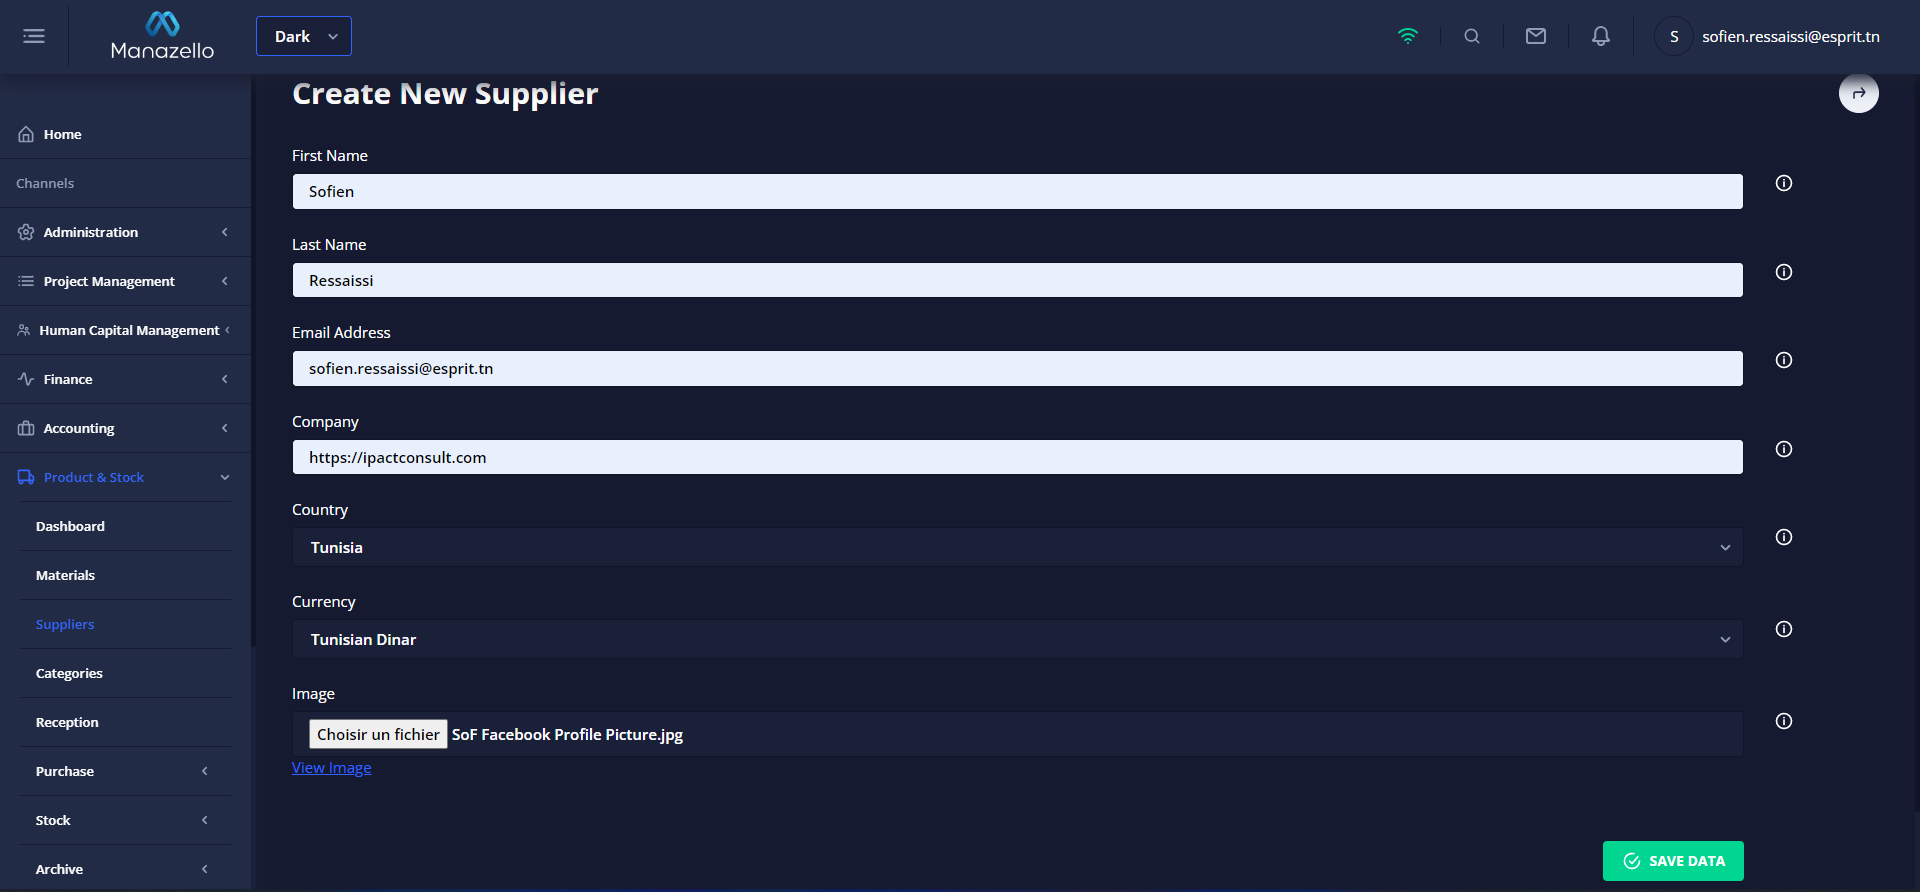 Manazello
Dark
S
sofien.ressaissi@esprit.tn
Home
Channels
Administration
Project Management
Human Capital Management
Finance
Accounting
Product & Stock
Dashboard
Materials
Suppliers
Categories
Reception
Purchase
Stock
Archive
Create New Supplier
First Name
Sofien
Last Name
Ressaissi
Email Address
sofien.ressaissi@esprit.tn
Company
https://ipactconsult.com
Country
Tunisia
Currency
Tunisian Dinar
Image
Choisir un fichier SoF Facebook Profile Picture.jpg
View Image
SAVE DATA